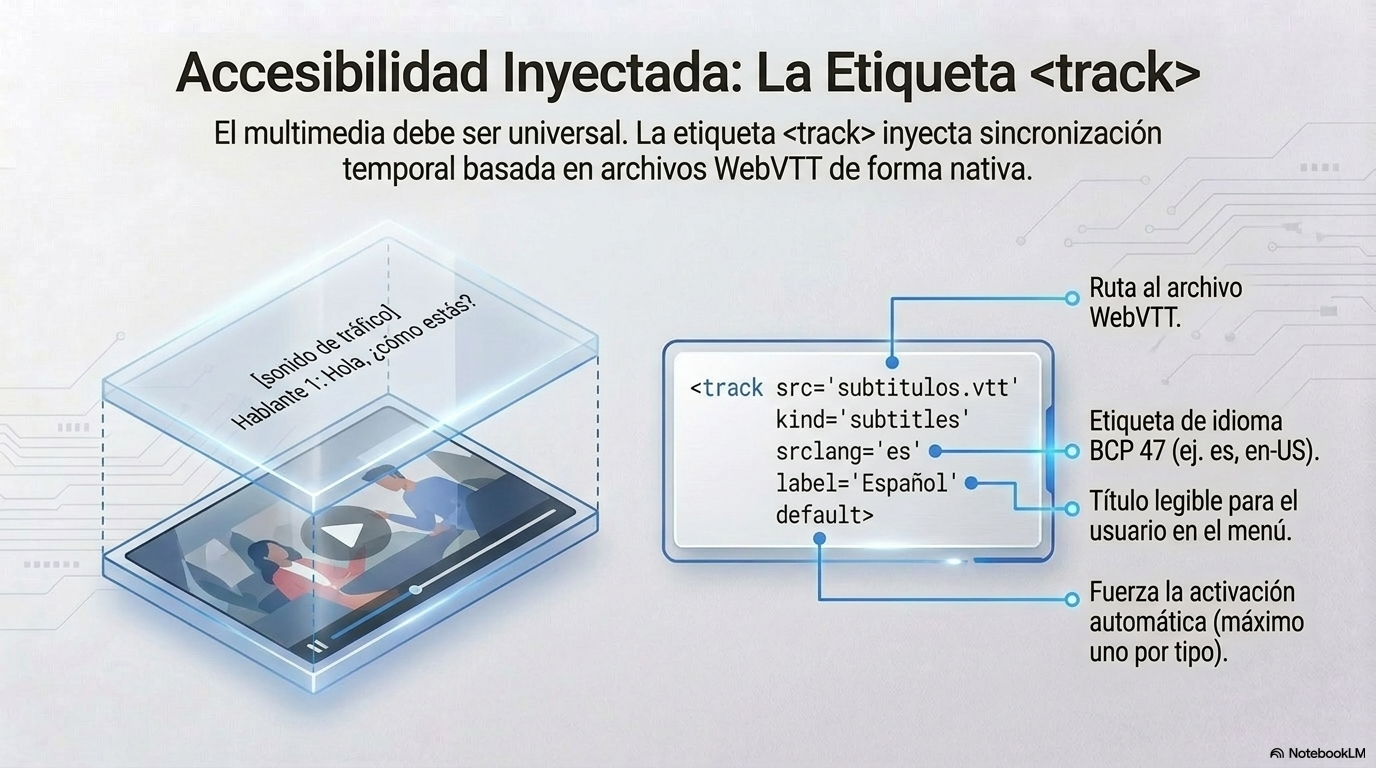 Accesibilidad Inyectada: La Etiqueta <track>
El multimedia debe ser universal. La etiqueta <track> inyecta sincronización
temporal basada en archivos WebVTT de forma nativa.
[sonido de tráfico]
Hablante 1: Hola, ¿cómo estás?
<track src='subtitulos.vtt'
kind='subtitles'
srclang='es'
label='Español'
default>
Ruta al archivo
WebVTT.
Etiqueta de idioma
BCP 47 (ej. es, en-US).
Título legible para el
usuario en el menú.
Fuerza la activación
automática (máximo
uno por tipo).
NotebookLM